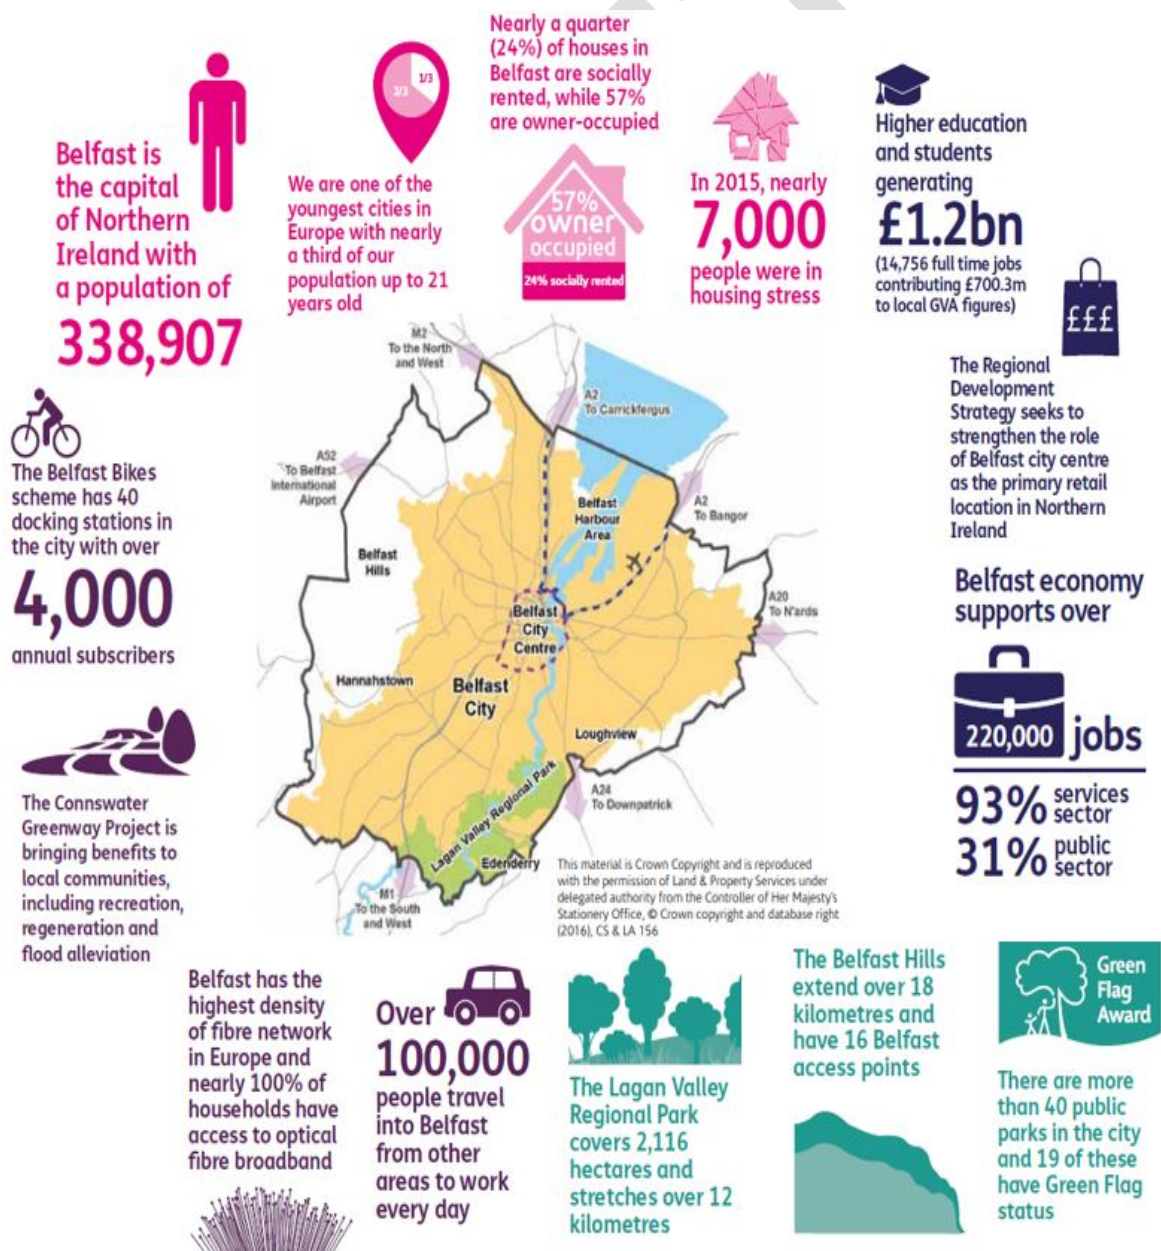 Belfast is
the capital
of Northern
Ireland with
a population of
338,907
1/3
2/3
We are one of the
youngest cities in
Europe with nearly
a third of our
population up to 21
years old
Nearly a quarter
(24%) of houses in
Belfast are socially
rented, while 57%
are owner-occupied
57%
owner
occupied
24% socially rented
In 2015, nearly
7,000
people were in
housing stress
Higher education
and students
generating
£1.2bn
(14,756 full time jobs
contributing £700.3m
to local GVA figures)
£££
The Regional
Development
Strategy seeks to
strengthen the role
of Belfast city centre
as the primary retail
location in Northern
Ireland
Belfast economy
supports over
220,000 jobs
93% services
sector
31% public
sector
The Belfast Bikes
scheme has 40
docking stations in
the city with over
4,000
annual subscribers
The Connswater
Greenway Project is
bringing benefits to
local communities,
including recreation,
regeneration and
flood alleviation
M2
To the North
and West
A2
To Carrickfergus
A52
To Belfast
International
Airport
Belfast
Harbour
Area
A2
To Bangor
Belfast
Hills
A20
To N'ards
Belfast
City
Centre
Hannahstown
Belfast
City
Loughview
Lagan Valley Regional Park
A24
To Downpatrick
Edenderry
M1
To the South
and West
This material is Crown Copyright and is reproduced
with the permission of Land & Property Services under
delegated authority from the Controller of Her Majesty's
Stationery Office, © Crown copyright and database right
(2016), CS & LA 156
Belfast has the
highest density
of fibre network
in Europe and
nearly 100% of
households have
access to optical
fibre broadband
Over
100,000
people travel
into Belfast
from other
areas to work
every day
The Lagan Valley
Regional Park
covers 2,116
hectares and
stretches over 12
kilometres
The Belfast Hills
extend over 18
kilometres and
have 16 Belfast
access points
Green
Flag
Award
There are more
than 40 public
parks in the city
and 19 of these
have Green Flag
status